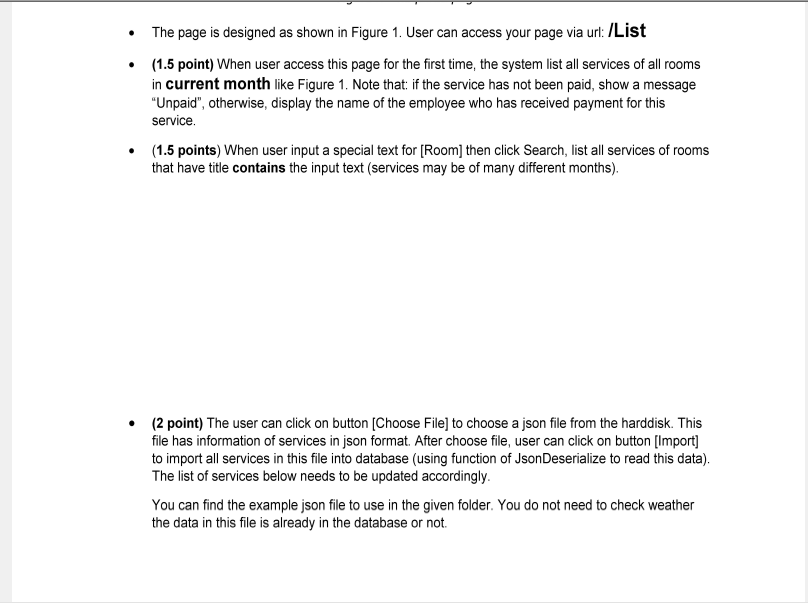 • The page is designed as shown in Figure 1. User can access your page via url: /List
• (1.5 point) When user access this page for the first time, the system list all services of all rooms
in current month like Figure 1. Note that: if the service has not been paid, show a message
“Unpaid”, otherwise, display the name of the employee who has received payment for this
service.
• (1.5 points) When user input a special text for [Room] then click Search, list all services of rooms
that have title contains the input text (services may be of many different months).
• (2 point) The user can click on button [Choose File] to choose a json file from the harddisk. This
file has information of services in json format. After choose file, user can click on button [Import]
to import all services in this file into database (using function of JsonDeserialize to read this data).
The list of services below needs to be updated accordingly.
You can find the example json file to use in the given folder. You do not need to check weather
the data in this file is already in the database or not.